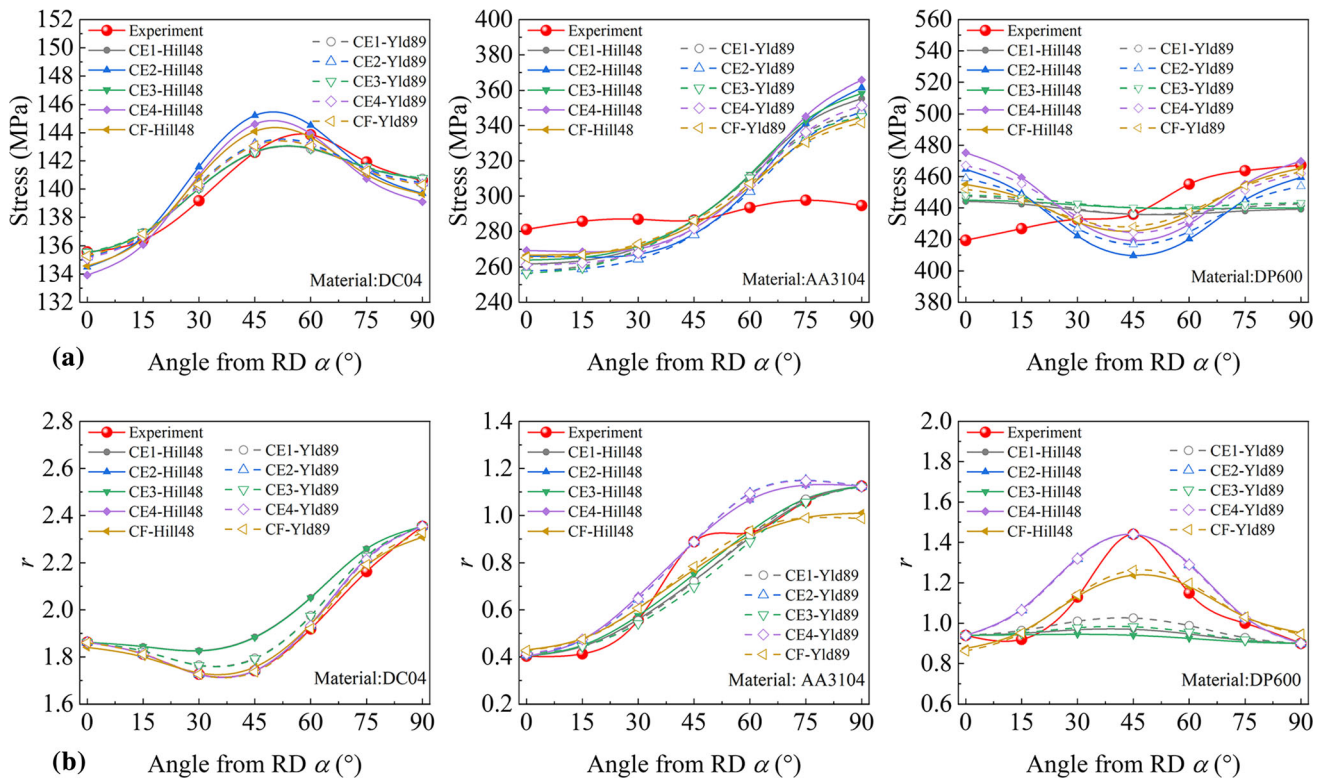 (a)
Stress (MPa)
152
150
148
146
144
142
140
138
136
134
132
Experiment
CE1-Hill48
CE2-Hill48
CE3-Hill48
CE4-Hill48
CF-Hill48
CE1-Yld89
CE2-Yld89
CE3-Yld89
CE4-Yld89
CF-Yld89
Material:DC04
0 15 30 45 60 75 90
Angle from RD α (°)
Stress (MPa)
400
380
360
340
320
300
280
260
240
Experiment
CE1-Hill48
CE2-Hill48
CE3-Hill48
CE4-Hill48
CF-Hill48
CE1-Yld89
CE2-Yld89
CE3-Yld89
CE4-Yld89
CF-Yld89
Material:AA3104
0 15 30 45 60 75 90
Angle from RD α (°)
Stress (MPa)
560
540
520
500
480
460
440
420
400
380
Experiment
CE1-Hill48
CE2-Hill48
CE3-Hill48
CE4-Hill48
CF-Hill48
CE1-Yld89
CE2-Yld89
CE3-Yld89
CE4-Yld89
CF-Yld89
Material:DP600
0 15 30 45 60 75 90
Angle from RD α (°)
(b)
r
2.8
2.6
2.4
2.2
2.0
1.8
1.6
Experiment
CE1-Hill48
CE2-Hill48
CE3-Hill48
CE4-Hill48
CF-Hill48
CE1-Yld89
CE2-Yld89
CE3-Yld89
CE4-Yld89
CF-Yld89
Material:DC04
0 15 30 45 60 75 90
Angle from RD α (°)
r
1.4
1.2
1.0
0.8
0.6
0.4
0.2
Experiment
CE1-Hill48
CE2-Hill48
CE3-Hill48
CE4-Hill48
CF-Hill48
CE1-Yld89
CE2-Yld89
CE3-Yld89
CE4-Yld89
CF-Yld89
Material: AA3104
0 15 30 45 60 75 90
Angle from RD α (°)
r
2.0
1.8
1.6
1.4
1.2
1.0
0.8
0.6
Experiment
CE1-Hill48
CE2-Hill48
CE3-Hill48
CE4-Hill48
CF-Hill48
CE1-Yld89
CE2-Yld89
CE3-Yld89
CE4-Yld89
CF-Yld89
Material:DP600
0 15 30 45 60 75 90
Angle from RD α (°)